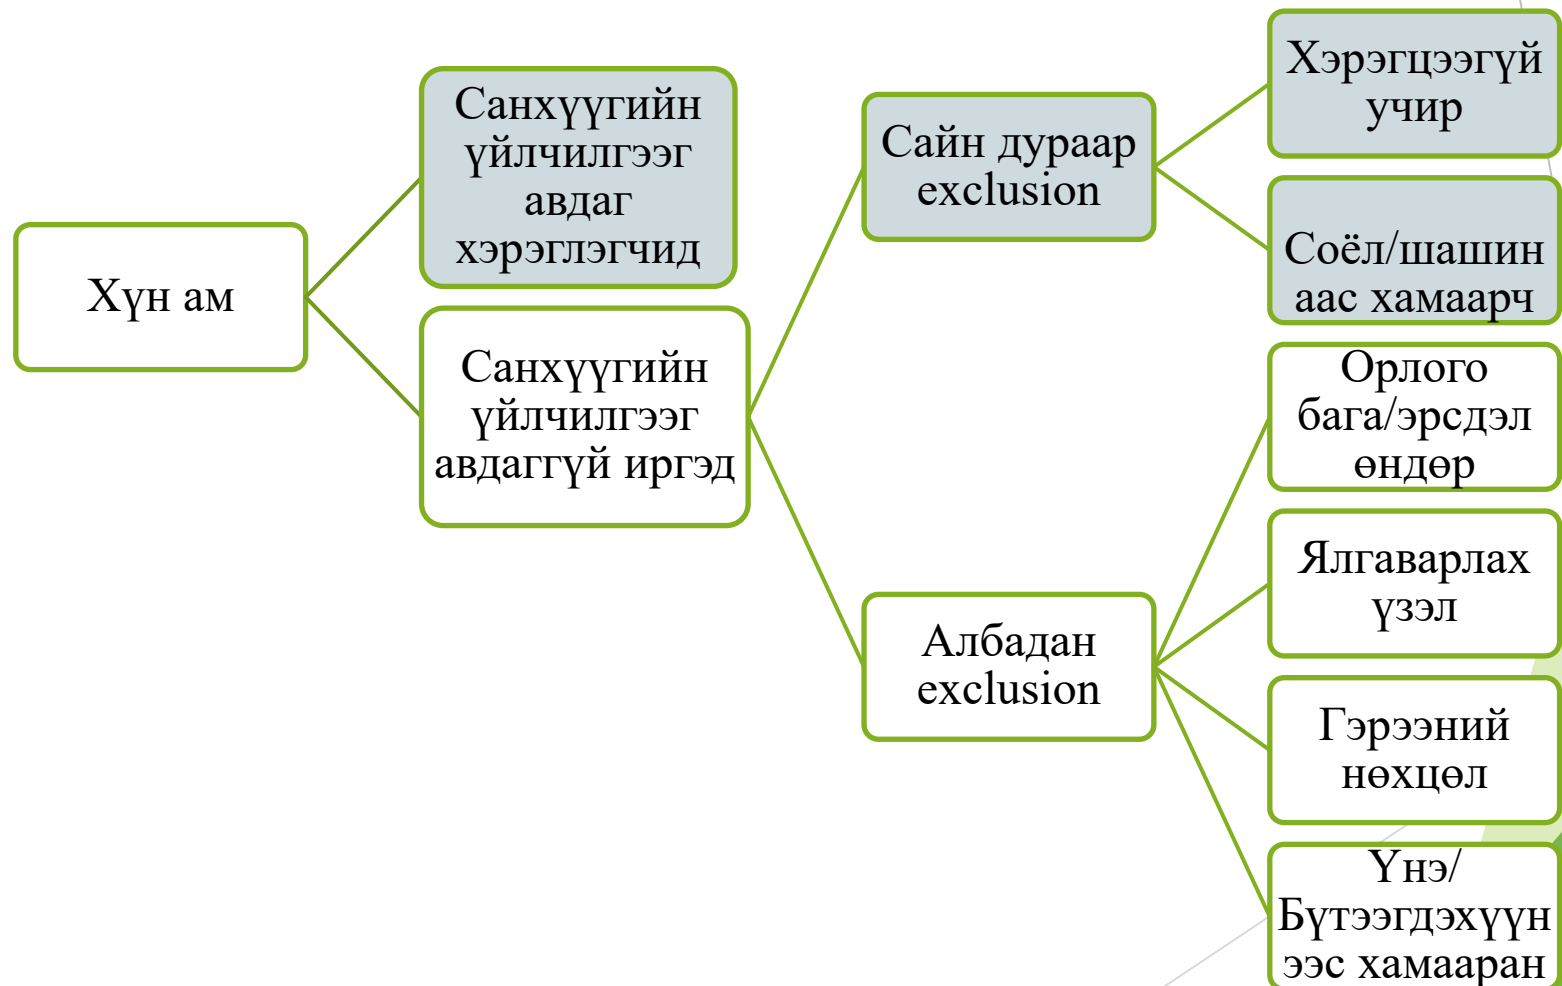 Хүн ам
Санхүүгийн
үйлчилгээг
авдаг
хэрэглэгчид
Санхүүгийн
үйлчилгээг
авдаггүй иргэд
Сайн дураар
exclusion
Албадан
exclusion
Хэрэгцээгүй
учир
Соёл/шашин
аас хамаарч
Орлого
бага/эрсдэл
өндөр
Ялгаварлах
үзэл
Гэрээний
нөхцөл
Үнэ/
Бүтээгдэхүүн
ээс хамааран